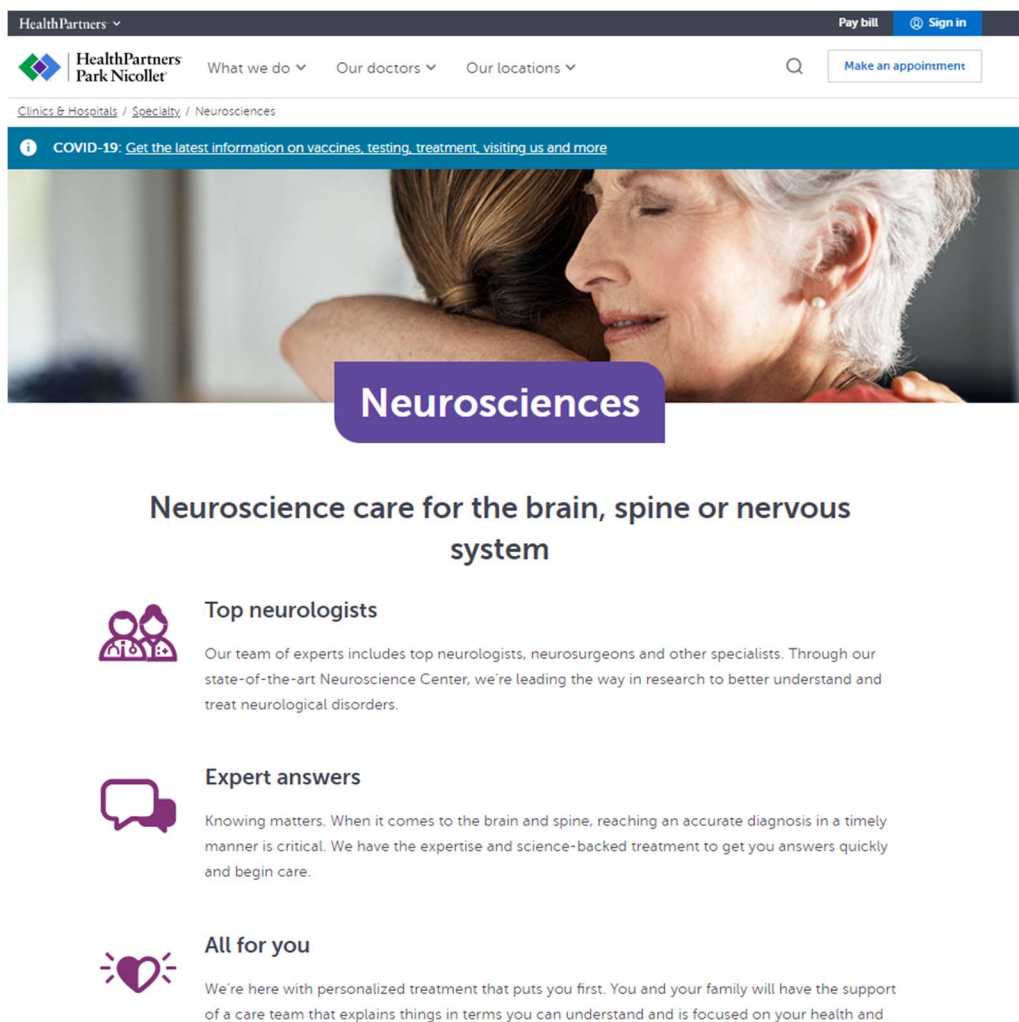 HealthPartners
Pay bill
Sign in
HealthPartners
Park Nicollet
What we do
Our doctors
Our locations
Make an appointment
Clinics & Hospitals / Specialty / Neurosciences
COVID-19: Get the latest information on vaccines, testing, treatment, visiting us and more
Neurosciences
Neuroscience care for the brain, spine or nervous
system
Top neurologists
Our team of experts includes top neurologists, neurosurgeons and other specialists. Through our
state-of-the-art Neuroscience Center, we're leading the way in research to better understand and
treat neurological disorders.
Expert answers
Knowing matters. When it comes to the brain and spine, reaching an accurate diagnosis in a timely
manner is critical. We have the expertise and science-backed treatment to get you answers quickly
and begin care.
All for you
We're here with personalized treatment that puts you first. You and your family will have the support
of a care team that explains things in terms you can understand and is focused on your health and